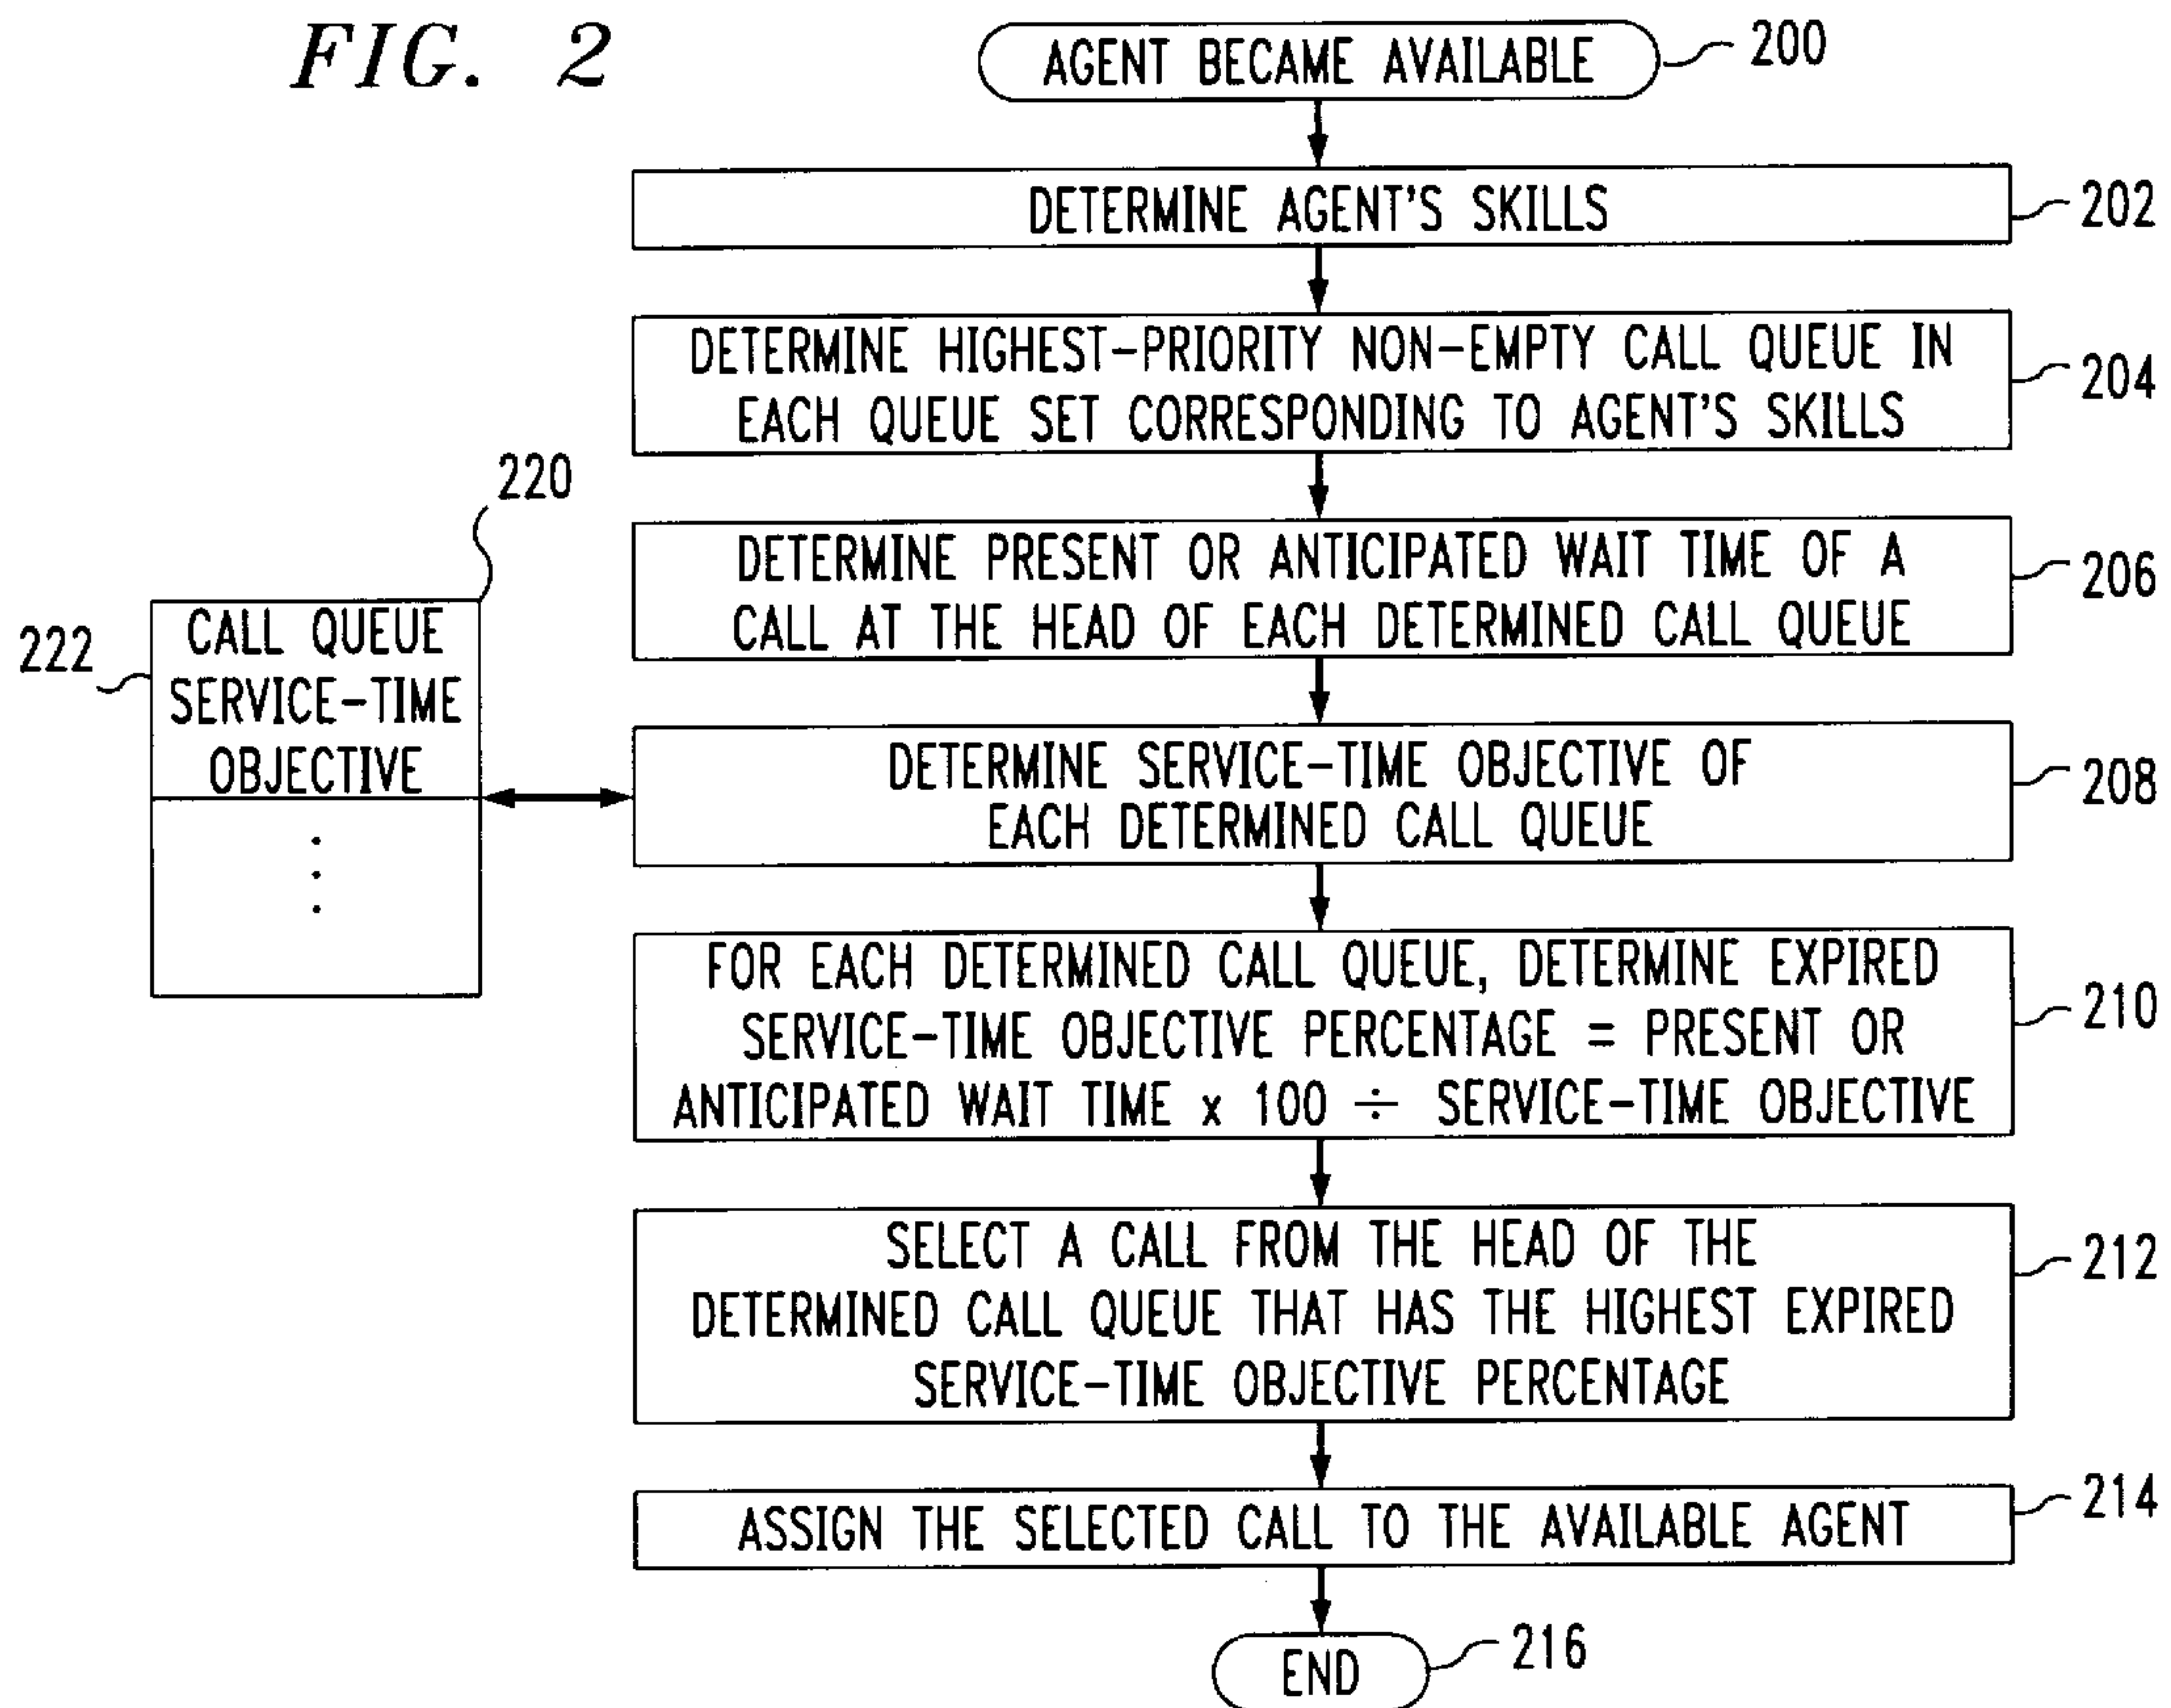 FIG. 2
AGENT BECAME AVAILABLE
200
DETERMINE AGENT'S SKILLS
202
DETERMINE HIGHEST-PRIORITY NON-EMPTY CALL QUEUE IN
EACH QUEUE SET CORRESPONDING TO AGENT'S SKILLS
204
220
222
CALL QUEUE
SERVICE-TIME
OBJECTIVE
DETERMINE PRESENT OR ANTICIPATED WAIT TIME OF A
CALL AT THE HEAD OF EACH DETERMINED CALL QUEUE
206
DETERMINE SERVICE-TIME OBJECTIVE OF
EACH DETERMINED CALL QUEUE
208
FOR EACH DETERMINED CALL QUEUE, DETERMINE EXPIRED
SERVICE-TIME OBJECTIVE PERCENTAGE = PRESENT OR
ANTICIPATED WAIT TIME x 100 ÷ SERVICE-TIME OBJECTIVE
210
SELECT A CALL FROM THE HEAD OF THE
DETERMINED CALL QUEUE THAT HAS THE HIGHEST EXPIRED
SERVICE-TIME OBJECTIVE PERCENTAGE
212
ASSIGN THE SELECTED CALL TO THE AVAILABLE AGENT
214
END
216